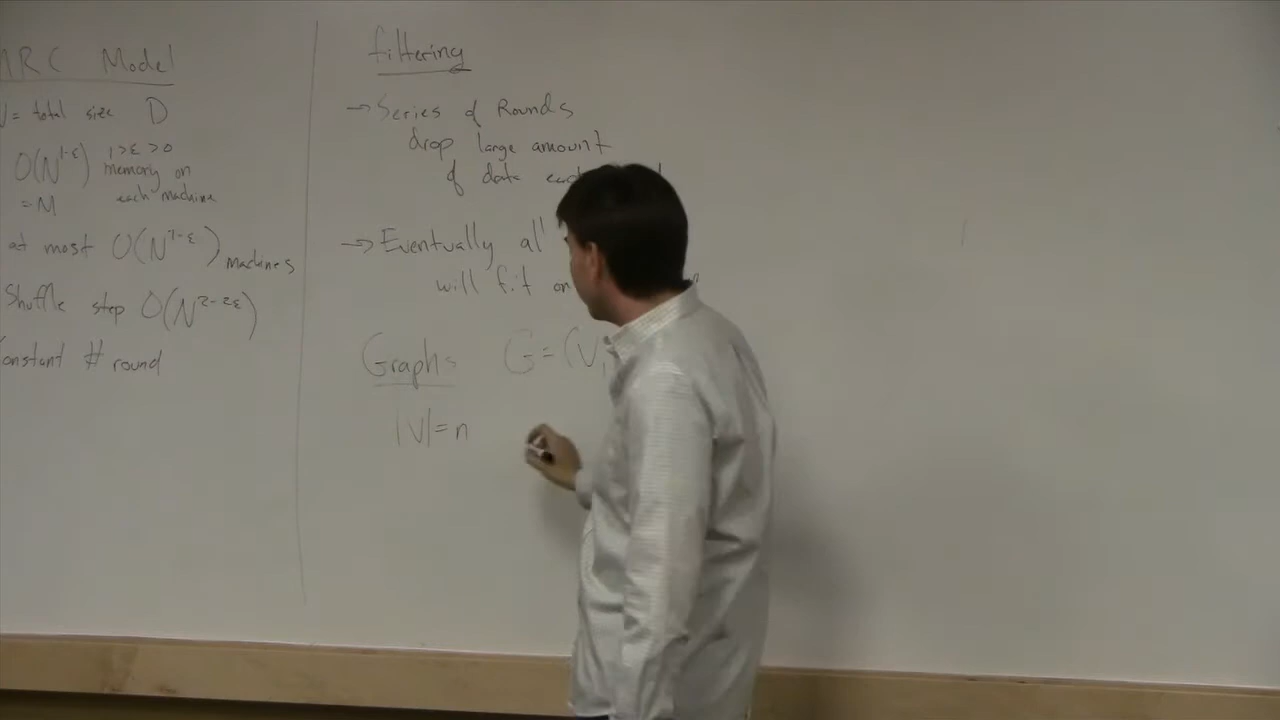 MRC Model
N = total size D
O(N^{1-ε}) 1>ε>0
memory on
each machine
= M
at most O(N^{1-ε}) machines
Shuffle step O(N^{2-2ε})
Constant # round
filtering
→ Series of Rounds
drop large amount
of data
→ Eventually
will fit
Graphs G = (V,
|V| = n